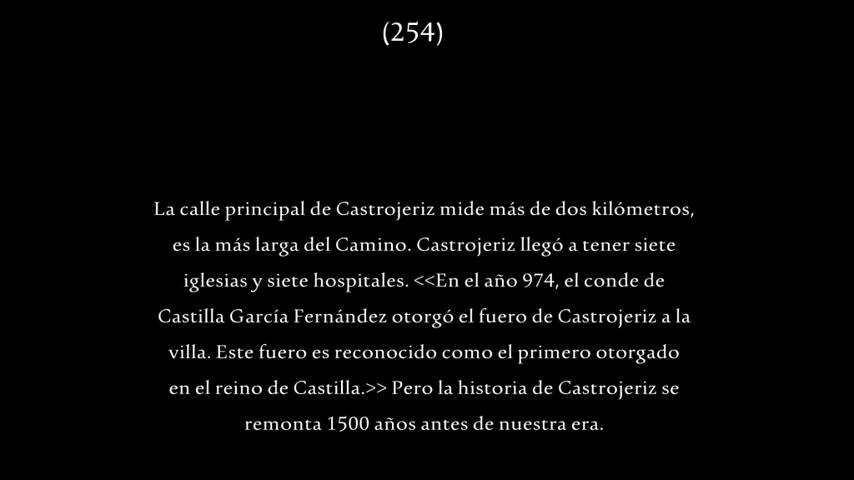 (254)
La calle principal de Castrojeriz mide más de dos kilómetros,
es la más larga del Camino. Castrojeriz llegó a tener siete
iglesias y siete hospitales. <<En el año 974, el conde de
Castilla García Fernández otorgó el fuero de Castrojeriz a la
villa. Este fuero es reconocido como el primero otorgado
en el reino de Castilla.>> Pero la historia de Castrojeriz se
remonta 1500 años antes de nuestra era.